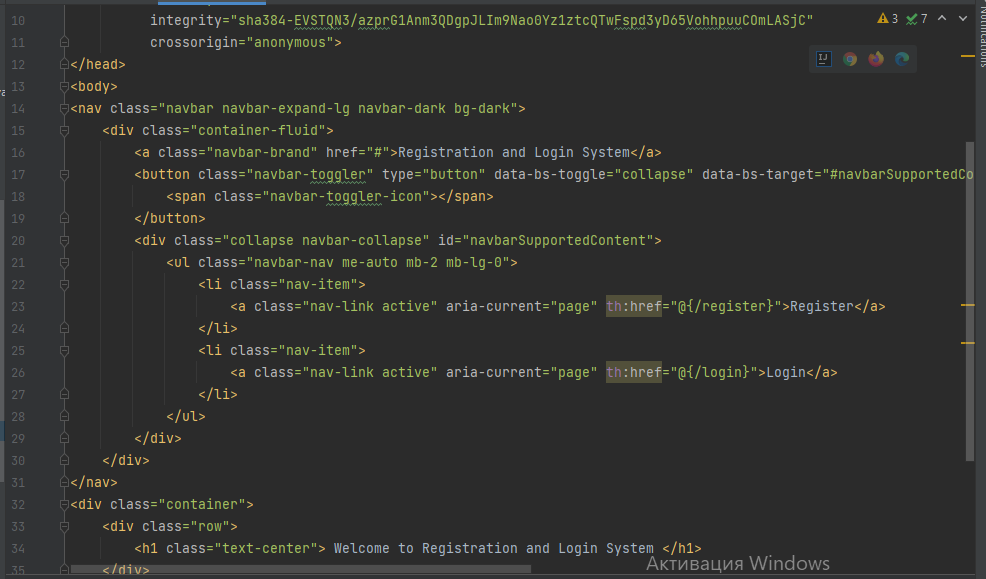 10 integrity="sha384-EVSTQN3/azprG1Anm3QDgpJLIm9Nao0Yz1ztcQTwFspd3yD65VohhpuuCOmLASjC" 3 7
11 crossorigin="anonymous">
12 </head>
13 <body>
14 <nav class="navbar navbar-expand-lg navbar-dark bg-dark">
15 <div class="container-fluid">
16 <a class="navbar-brand" href="#">Registration and Login System</a>
17 <button class="navbar-toggler" type="button" data-bs-toggle="collapse" data-bs-target="#navbarSupportedCo
18 <span class="navbar-toggler-icon"></span>
19 </button>
20 <div class="collapse navbar-collapse" id="navbarSupportedContent">
21 <ul class="navbar-nav me-auto mb-2 mb-lg-0">
22 <li class="nav-item">
23 <a class="nav-link active" aria-current="page" th:href="@{/register}">Register</a>
24 </li>
25 <li class="nav-item">
26 <a class="nav-link active" aria-current="page" th:href="@{/login}">Login</a>
27 </li>
28 </ul>
29 </div>
30 </div>
31 </nav>
32 <div class="container">
33 <div class="row">
34 <h1 class="text-center"> Welcome to Registration and Login System </h1>
35 </div>
Активация Windows
Notifications
IJ